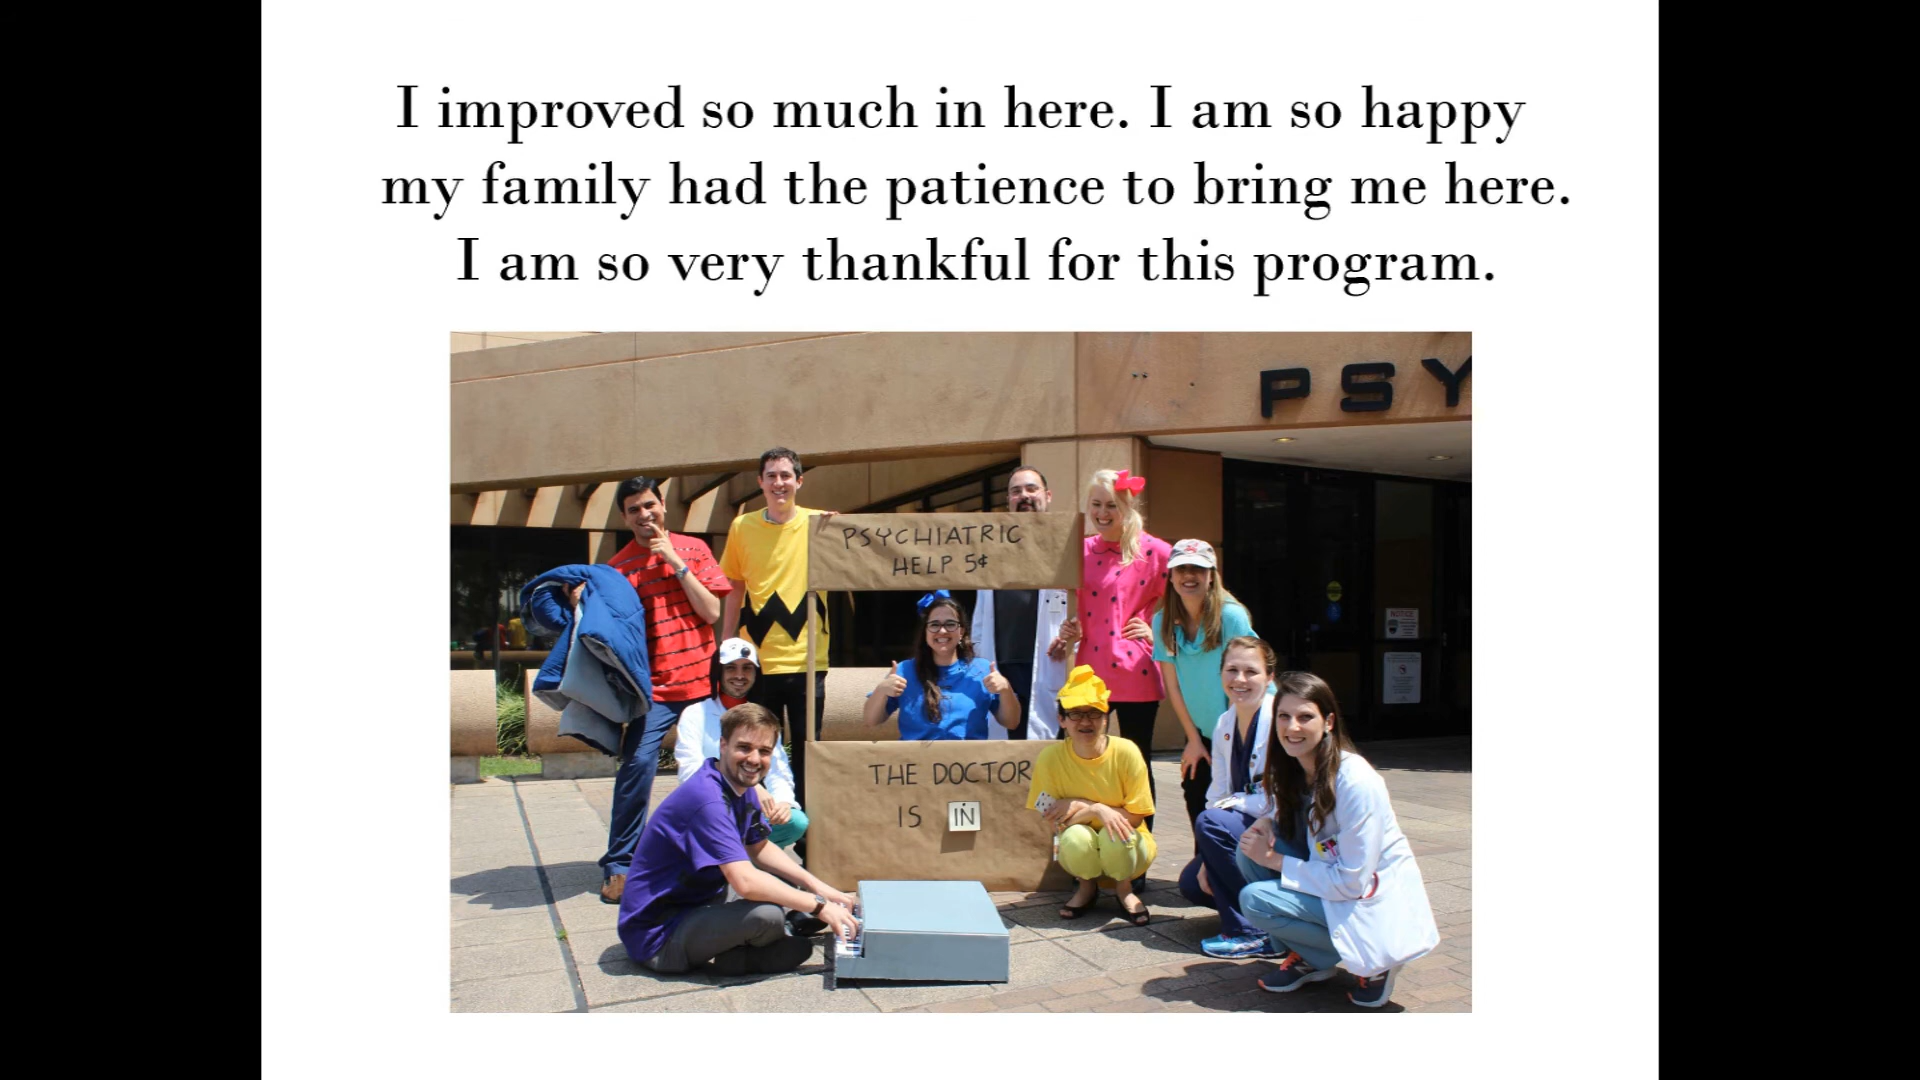 I improved so much in here. I am so happy
my family had the patience to bring me here.
I am so very thankful for this program.
PSY
PSYCHIATRIC
HELP 5¢
THE DOCTOR
IS IN